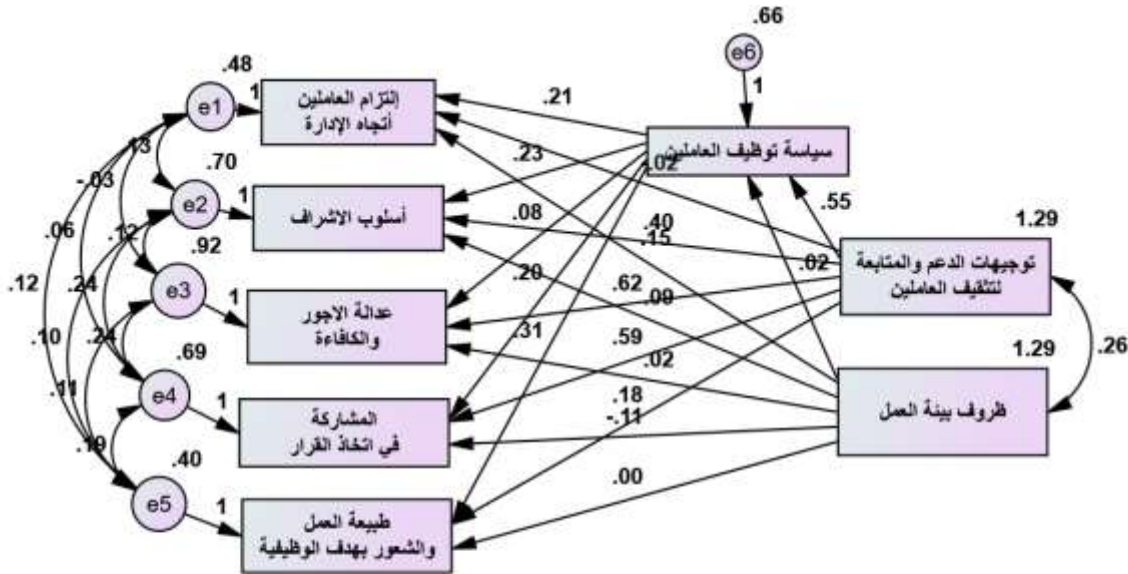 .66
e6
1
.48
e1
1
إلتزام العاملين
أتجاه الإدارة
.21
سياسة توظيف العاملين
.13
-.03
.70
e2
1
أسلوب الاشراف
.23
.02
.55
.06
.12
.92
.08
.40
.15
1.29
توجيهات الدعم والمتابعة
لتثقيف العاملين
.02
.12
.24
e3
1
عدالة الاجور
والكافاءة
.20
.62
.09
.10
.24
.69
.31
.59
.02
1.29
.26
.11
e4
1
المشاركة
في اتخاذ القرار
.18
-.11
ظروف بيئة العمل
.19
.40
e5
1
طبيعة العمل
والشعور بهدف الوظيفية
.00